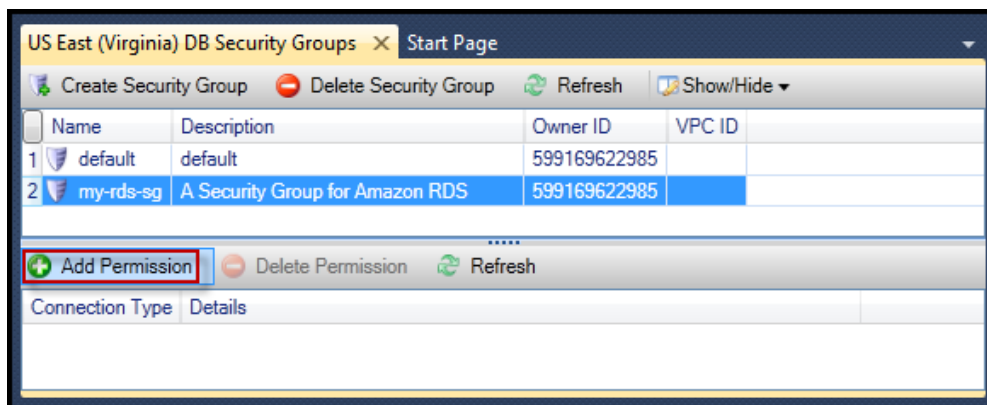 US East (Virginia) DB Security Groups Start Page
Create Security Group Delete Security Group Refresh Show/Hide
Name Description Owner ID VPC ID
1 default default 599169622985
2 my-rds-sg A Security Group for Amazon RDS 599169622985
Add Permission Delete Permission Refresh
Connection Type Details